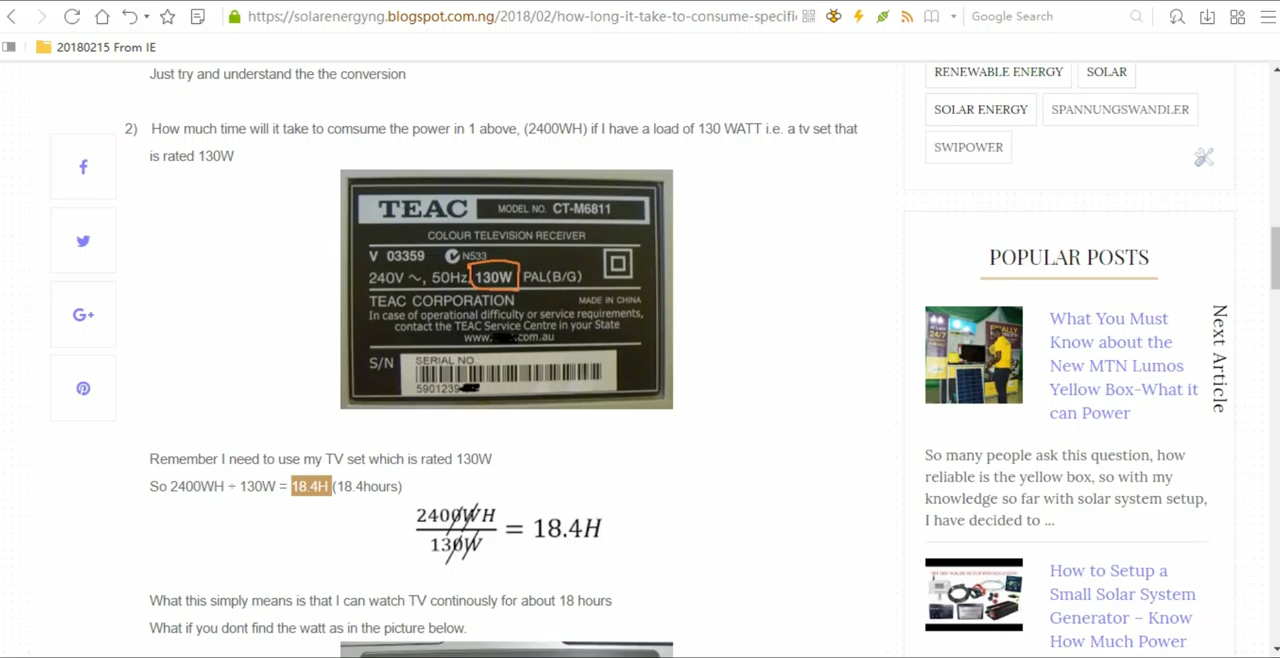 https://solarenergyng.blogspot.com.ng/2018/02/how-long-it-take-to-consume-specifi
Google Search
20180215 From IE
Just try and understand the the conversion
2) How much time will it take to comsume the power in 1 above, (2400WH) if I have a load of 130 WATT i.e. a tv set that
is rated 130W
TEAC MODEL NO. CT-M6811
COLOUR TELEVISION RECEIVER
V 03359 N533
240V ~, 50Hz, 130W PAL(B/G)
TEAC CORPORATION MADE IN CHINA
In case of operational difficulty or service requirements,
contact the TEAC Service Centre in your State
www. .com.au
S/N SERIAL NO
5901239
Remember I need to use my TV set which is rated 130W
So 2400WH ÷ 130W = 18.4H (18.4hours)
2400WH
130W
= 18.4H
What this simply means is that I can watch TV continously for about 18 hours
What if you dont find the watt as in the picture below.
RENEWABLE ENERGY SOLAR
SOLAR ENERGY SPANNUNGSWANDLER
SWIPOWER
POPULAR POSTS
What You Must
Know about the
New MTN Lumos
Yellow Box-What it
can Power
So many people ask this question, how
reliable is the yellow box, so with my
knowledge so far with solar system setup,
I have decided to ...
How to Setup a
Small Solar System
Generator – Know
How Much Power
Next Article
f
G+